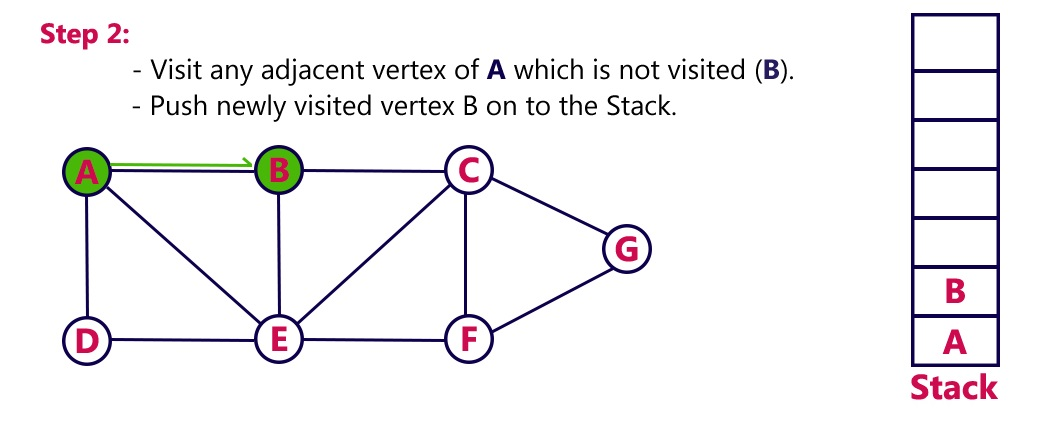 Step 2:
- Visit any adjacent vertex of A which is not visited (B).
- Push newly visited vertex B on to the Stack.
A
B
C
G
D
E
F
B
A
Stack